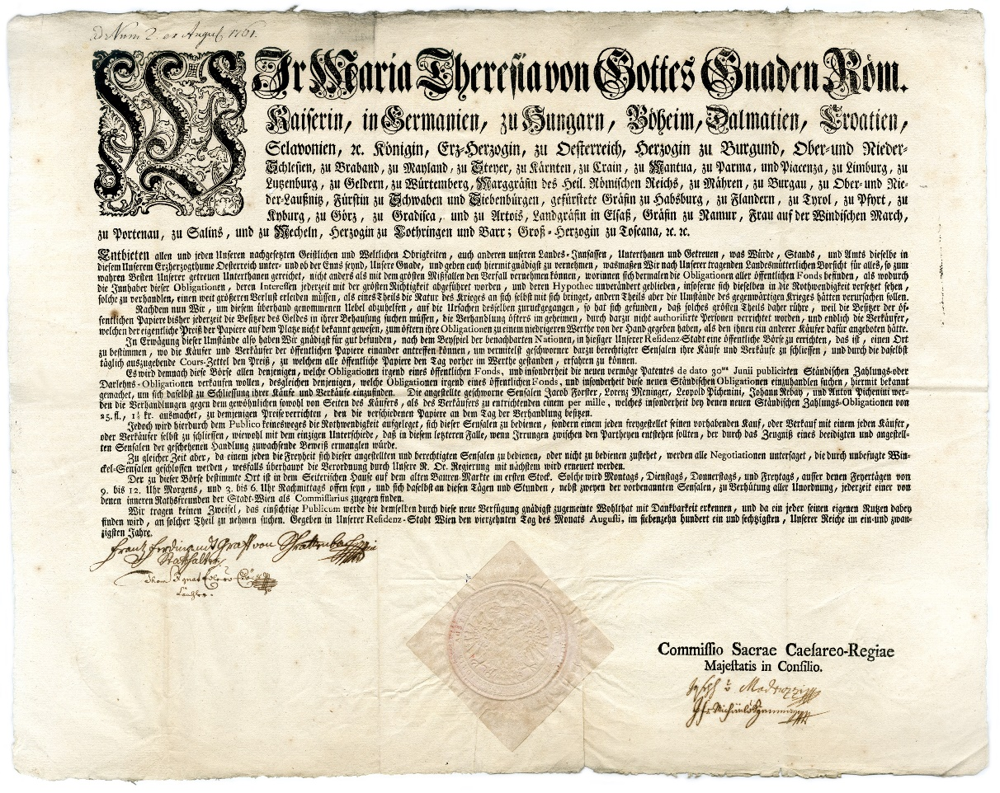 Num 2. ex August 1761.
Wir Maria Theresia von Gottes Gnaden Röm.
Kaiserin, in Germanien, zu Hungarn, Böheim, Dalmatien, Croatien,
Sclavonien, ꝛc. Königin, Erz-Herzogin, zu Oesterreich, Herzogin zu Burgund, Ober-und Nieder-
Schlesien, zu Braband, zu Mayland, zu Steyer, zu Kärnten, zu Crain, zu Mantua, zu Parma, und Piacenza, zu Limburg, zu
Lutzenburg, zu Geldern, zu Würtemberg, Marggräfin des Heil. Römischen Reichs, zu Mähren, zu Burgau, zu Ober-und Nie-
der-Laußnitz, Fürstin zu Schwaben und Siebenbürgen, gefürstete Gräfin zu Habsburg, zu Flandern, zu Tyrol, zu Pfyrt, zu
Kyburg, zu Görz, zu Gradisca, und zu Artois, Landgräfin in Elsaß, Gräfin zu Namur, Frau auf der Windischen March,
zu Portenau, zu Salins, und zu Mecheln, Herzogin zu Lothringen und Barr; Groß-Herzogin zu Toscana, ꝛc. ꝛc.
Entbieten allen und jeden Unseren nachgesetzten Geistlichen und Weltlichen Obrigkeiten, auch anderen unseren Landes-Innsassen, Unterthanen und Getreuen, was Würde, Stands, und Amts dieselbe in
diesem Unserem Erzherzogthume Oesterreich unter-und ob der Enns seynd, Unsere Gnade, und geben euch hiermit gnädigst zu vernehmen, wasmaßen Wir nach Unserer tragenden Landesmütterlichen Vorsicht für alles, so zum
wahren Besten Unserer getreuen Unterthanen gereichet, nicht anders als mit dem grösten Mißfallen den Verfall vernehmen können, worinnen sich dermalen die Obligationen aller öffentlichen Fonds befinden, als wodurch
die Innhaber dieser Obligationen, deren Interessen jederzeit mit der grösten Richtigkeit abgeführet worden, und deren Hypothec unverändert geblieben, insoferne sich dieselben in die Nothwendigkeit versetzet sehen,
solche zu verhandlen, einen weit größeren Verlust erleiden müssen, als eines Theils die Natur des Krieges an sich selbst mit sich bringet, andern Theils aber die Umstände des gegenwärtigen Krieges hätten verursachen sollen.
Nachdem nun Wir, um diesem überhand genommenen Uebel abzuhelfen, auf die Ursachen desselben zurückgegangen, so hat sich gefunden, daß solches größten Theils daher rühre, weil die Besitzer der öf-
fentlichen Papiere bisher jederzeit die Besitzer des Geldes in ihrer Behausung suchen müssen, die Verhandlung öfters im geheimen, durch darzu nicht authorisirte Personen verrichtet worden, und endlich die Verkäufer,
welchen der eigentliche Preiß der Papiere auf dem Platze nicht bekannt gewesen, zum öftern ihre Obligationen zu einem niedrigeren Werthe von der Hand gegeben haben, als den ihnen ein anderer Käufer dafür angeboten hätte.
In Erwägung dieser Umstände also haben Wir gnädigst für gut befunden, nach dem Beyspiel der benachbarten Nationen, in hiesiger Unserer Residenz-Stadt eine öffentliche Börse zu errichten, das ist, einen Ort
zu bestimmen, wo die Käufer und Verkäufer der öffentlichen Papiere einander antreffen können, um vermittelst geschworner darzu berechtigter Sensalen ihre Käufe und Verkäufe zu schliessen, und durch die daselbst
täglich auszugebende Cours-Zettel den Preiß, zu welchem alle öffentliche Papiere den Tag vorher im Werthe gestanden, erfahren zu können.
Es wird demnach diese Börse allen denjenigen, welche Obligationen irgend eines öffentlichen Fonds, und insonderheit die neuen vermöge Patentes de dato 30mo Junii publicirten Ständischen Zahlungs-oder
Darlehns-Obligationen verkaufen wollen, desgleichen denjenigen, welche Obligationen irgend eines öffentlichen Fonds, und insonderheit diese neuen Ständischen Obligationen einzuhandlen suchen, hiermit bekannt
gemachet, um sich daselbst zu Schliessung ihrer Käufe und Verkäufe einzufinden. Die angestellte geschworne Sensalen Jacob Forster, Lorenz Meninger, Leopold Pichenini, Johann Rebay, und Anton Pichenini wer-
den die Verhandlungen gegen dem gewöhnlichen sowohl von Seiten des Käufers, als des Verkäufers zu entrichtenden einem per mille, welches insonderheit bey denen neuen Ständischen Zahlungs-Obligationen von
25. fl., 1½ kr. ausmachet, zu demjenigen Preise verrichten, den die verschiedenen Papiere an dem Tag der Verhandlung besitzen.
Jedoch wird hierdurch dem Publico keinesweges die Nothwendigkeit aufgeleget, sich dieser Sensalen zu bedienen, sondern einem jeden freygestellet seinen vorhabenden Kauf, oder Verkauf mit einem jeden Käufer,
oder Verkäufer selbst zu schliessen, wiewohl mit dem einzigen Unterschiede, daß in diesem letzteren Falle, wenn Irrungen zwischen den Partheyen entstehen sollten, der durch das Zeugniß eines beeidigten und angestell-
ten Sensalen der geschehenen Handlung zuwachsende Beweiß ermanglen würde.
Zu gleicher Zeit aber, da einem jeden die Freyheit sich dieser angestellten und berechtigten Sensalen zu bedienen, oder nicht zu bedienen zustehet, werden alle Negotiationen untersaget, die durch unbefugte Win-
ckel-Sensalen geschlossen werden, wesfalls überhaupt die Verordnung durch Unsere N. Oe. Regierung mit nächstem wird erneuert werden.
Der zu dieser Börse bestimmte Ort ist in dem Seiterischen Hause auf dem alten Bauren Markte im ersten Stock. Solche wird Montags, Dienstags, Donnerstags, und Freytags, ausser denen Feyertägen von
9. bis 12. Uhr Morgens, und 3. bis 6. Uhr Nachmittags offen seyn, und sich daselbst an diesen Tägen und Stunden, nebst zweyen der vorbenannten Sensalen, zu Verhütung aller Unordnung, jederzeit einer von
denen inneren Rathsfreunden der Stadt-Wien als Commissarius zugegen finden.
Wir tragen keinen Zweifel, das einsichtige Publicum werde die demselben durch diese neue Verfügung gnädigst zugemeinte Wohlthat mit Dankbarkeit erkennen, und da ein jeder seinen eigenen Nutzen dabey
finden wird, an solcher Theil zu nehmen suchen. Gegeben in Unserer Residenz-Stadt Wien den vierzehnten Tag des Monats Augusti, im siebenzehn hundert ein und sechzigsten, Unserer Reiche im ein-und zwan-
zigsten Jahre.
Franz Ferdinandt Graff von Schrattenbach
Statthalter
Commissio Sacrae Caesareo-Regiae
Majestatis in Consilio.